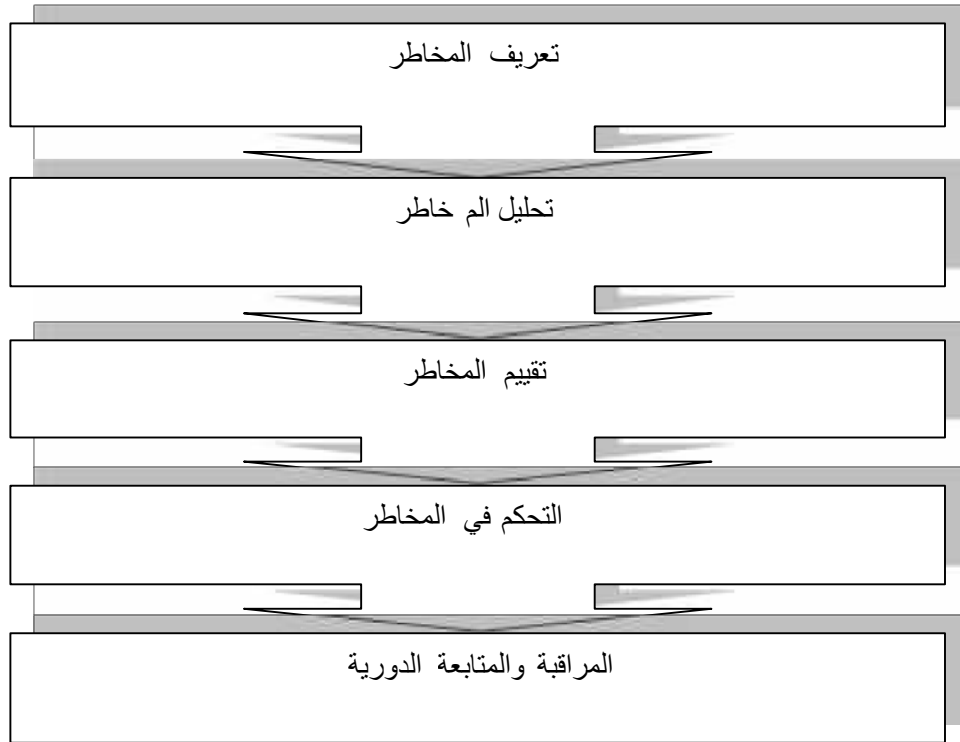 تعريف المخاطر
تحليل الم خاطر
تقييم المخاطر
التحكم في المخاطر
المراقبة والمتابعة الدورية